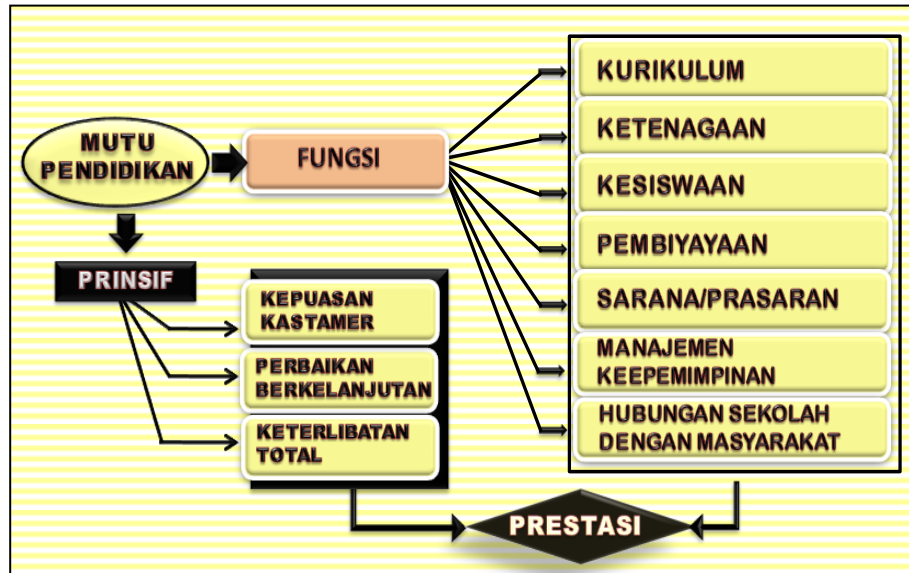 MUTU
PENDIDIKAN
FUNGSI
PRINSIF
KEPUASAN
KASTAMER
PERBAIKAN
BERKELANJUTAN
KETERLIBATAN
TOTAL
KURIKULUM
KETENAGAAN
KESISWAAN
PEMBIYAYAAN
SARANA/PRASARAN
MANAJEMEN
KEEPEMIMPINAN
HUBUNGAN SEKOLAH
DENGAN MASYARAKAT
PRESTASI